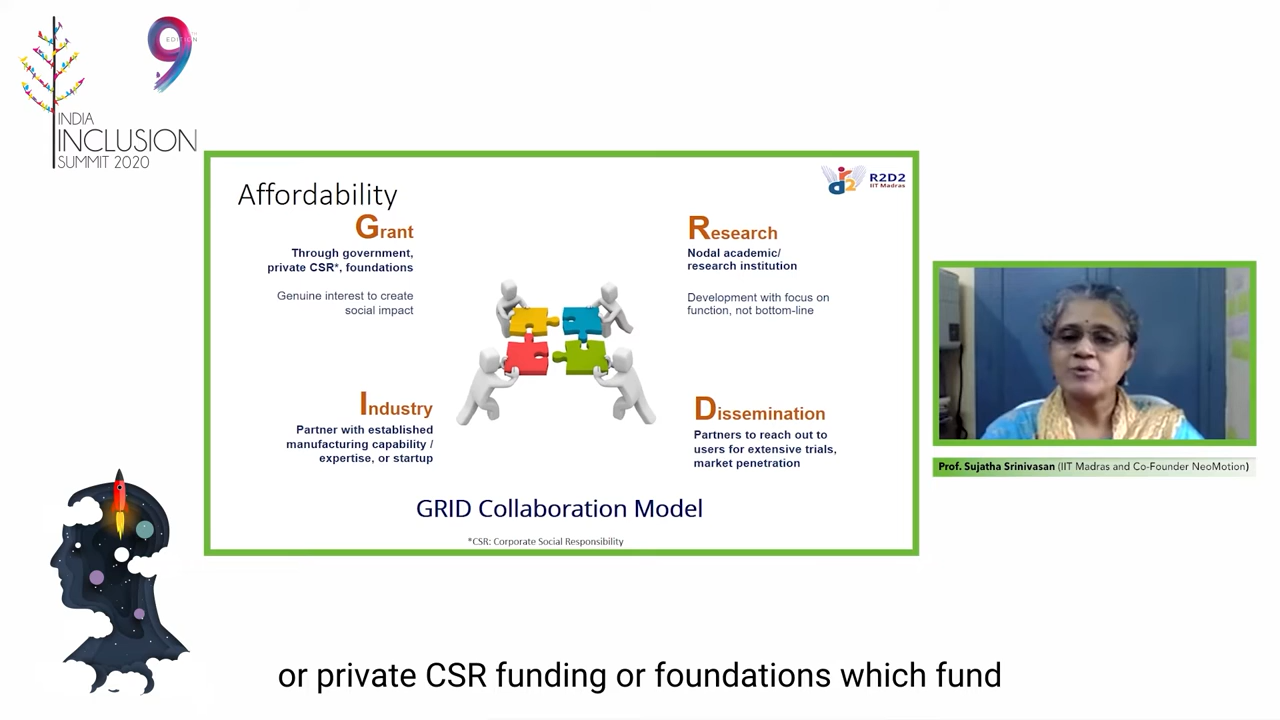 9
EDITION
INDIA
INCLUSION
SUMMIT 2020
Affordability
R2D2
IIT Madras
Grant
Through government,
private CSR*, foundations
Genuine interest to create
social impact
Research
Nodal academic/
research institution
Development with focus on
function, not bottom-line
Industry
Partner with established
manufacturing capability /
expertise, or startup
Dissemination
Partners to reach out to
users for extensive trials,
market penetration
GRID Collaboration Model
*CSR: Corporate Social Responsibility
Prof. Sujatha Srinivasan (IIT Madras and Co-Founder NeoMotion)
or private CSR funding or foundations which fund